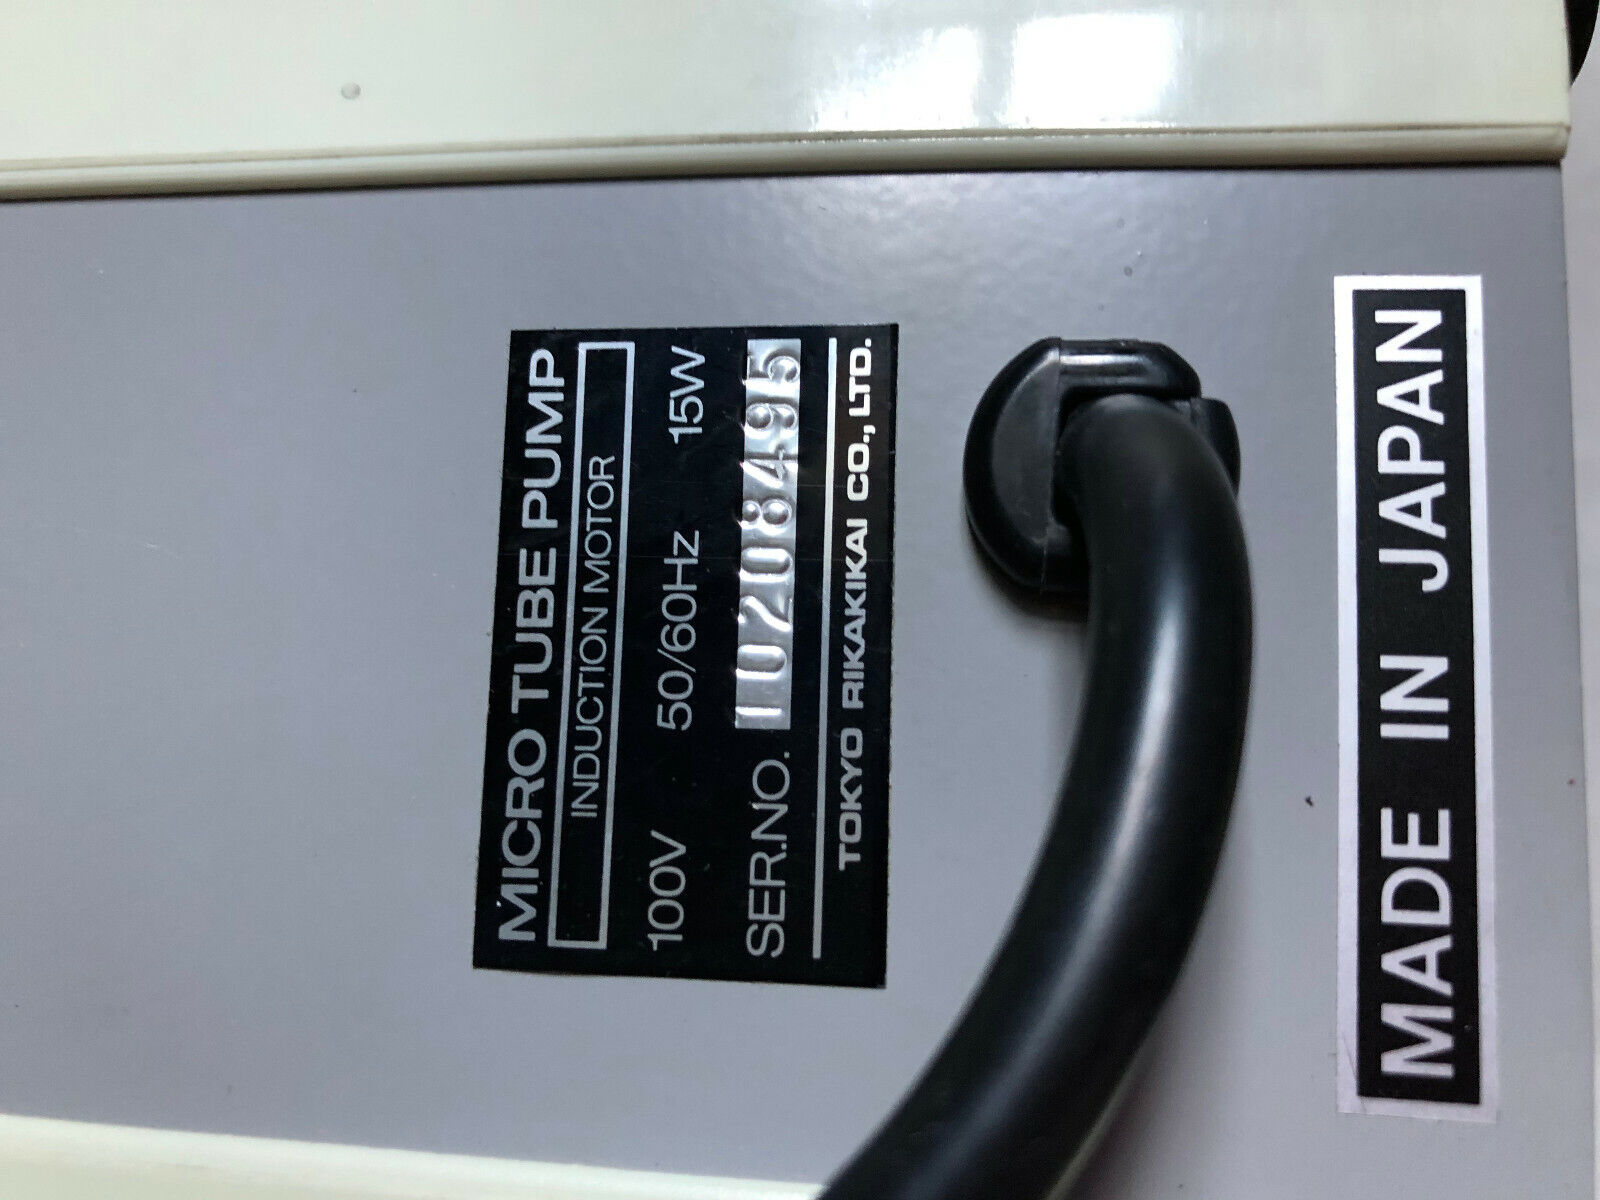 MICRO TUBE PUMP
INDUCTION MOTOR
100V 50/60Hz 15W
SER.NO. 10208495
TOKYO RIKAKIKAI CO., LTD.
MADE IN JAPAN